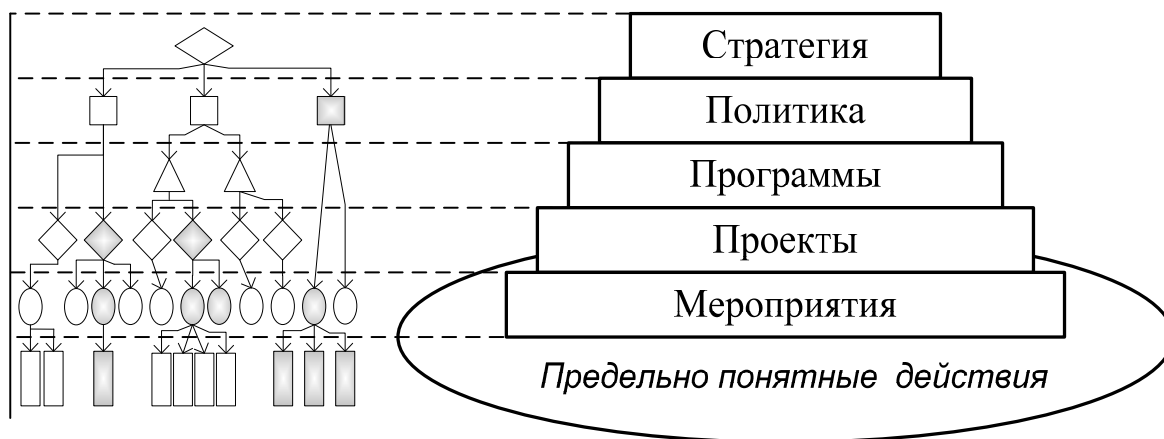 Стратегия
Политика
Программы
Проекты
Мероприятия
Предельно понятные действия